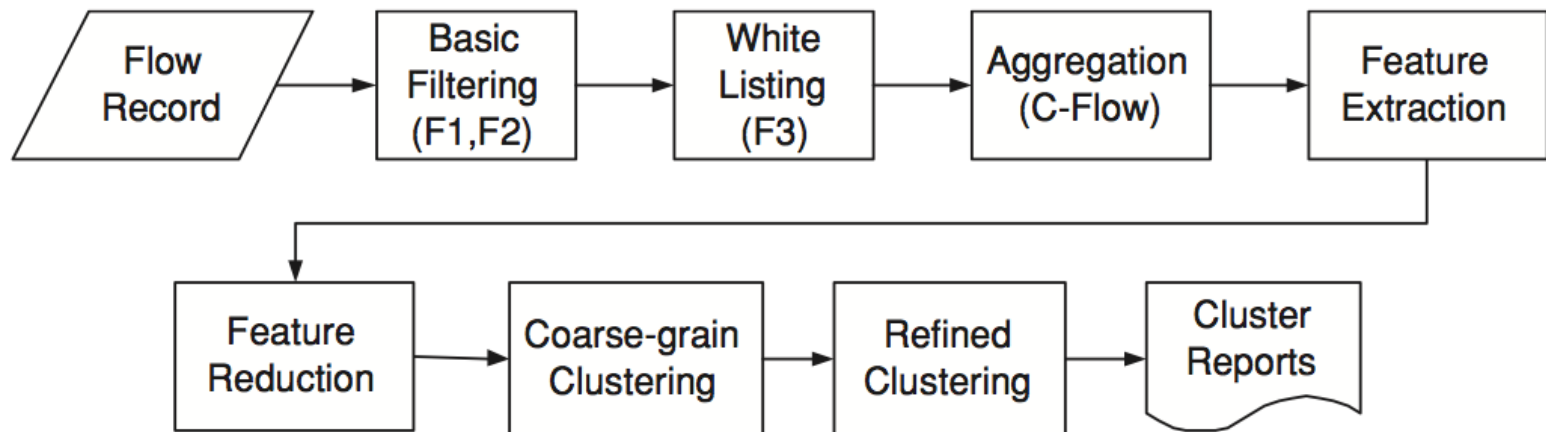 Flow
Record
Basic
Filtering
(F1,F2)
White
Listing
(F3)
Aggregation
(C-Flow)
Feature
Extraction
Feature
Reduction
Coarse-grain
Clustering
Refined
Clustering
Cluster
Reports